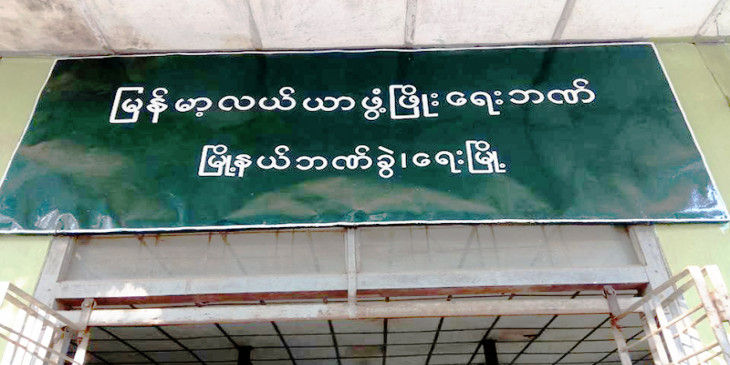 မြန်မာ့လယ်ယာဖွံ့ဖြိုးရေးဘဏ်
မြို့နယ်ဘဏ်ခွဲ၊ရေးမြို့